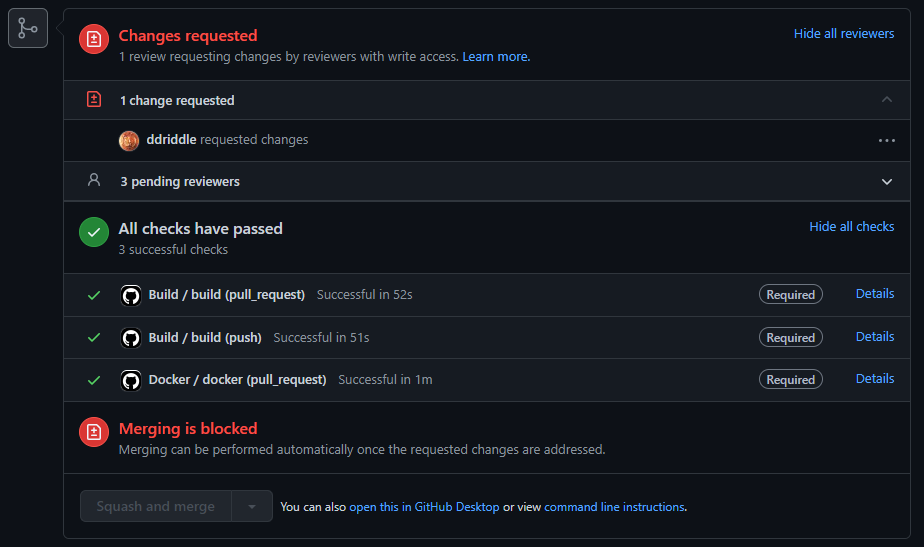 Changes requested
Hide all reviewers
1 review requesting changes by reviewers with write access. Learn more.
1 change requested
ddriddle requested changes
3 pending reviewers
All checks have passed
Hide all checks
3 successful checks
Build / build (pull_request) Successful in 52s Required Details
Build / build (push) Successful in 51s Required Details
Docker / docker (pull_request) Successful in 1m Required Details
Merging is blocked
Merging can be performed automatically once the requested changes are addressed.
Squash and merge You can also open this in GitHub Desktop or view command line instructions.